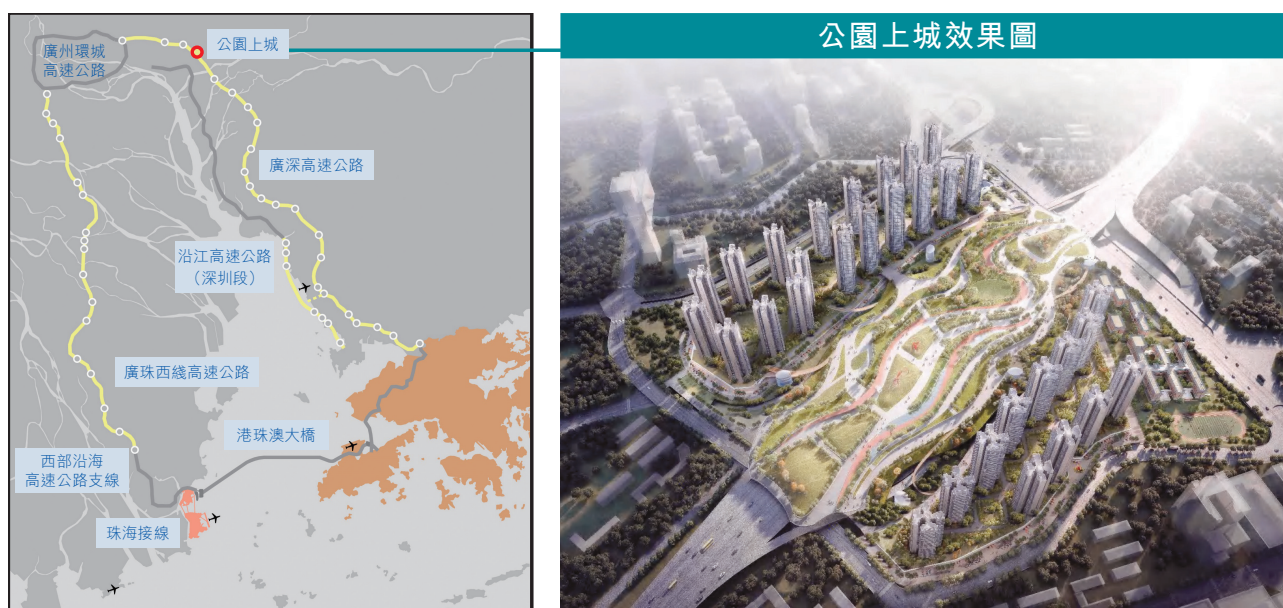 公園上城效果圖
公園上城
廣州環城
高速公路
廣深高速公路
沿江高速公路
（深圳段）
廣珠西綫高速公路
港珠澳大橋
西部沿海
高速公路支線
珠海接線